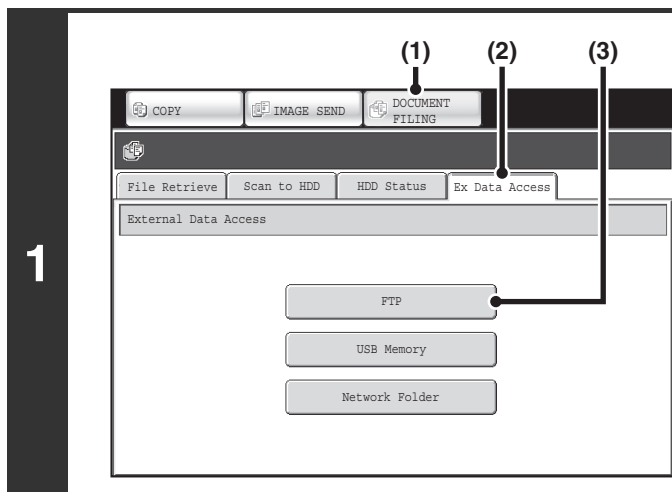 (1) (2) (3)
COPY IMAGE SEND DOCUMENT
FILING
File Retrieve Scan to HDD HDD Status Ex Data Access
External Data Access
1
FTP
USB Memory
Network Folder